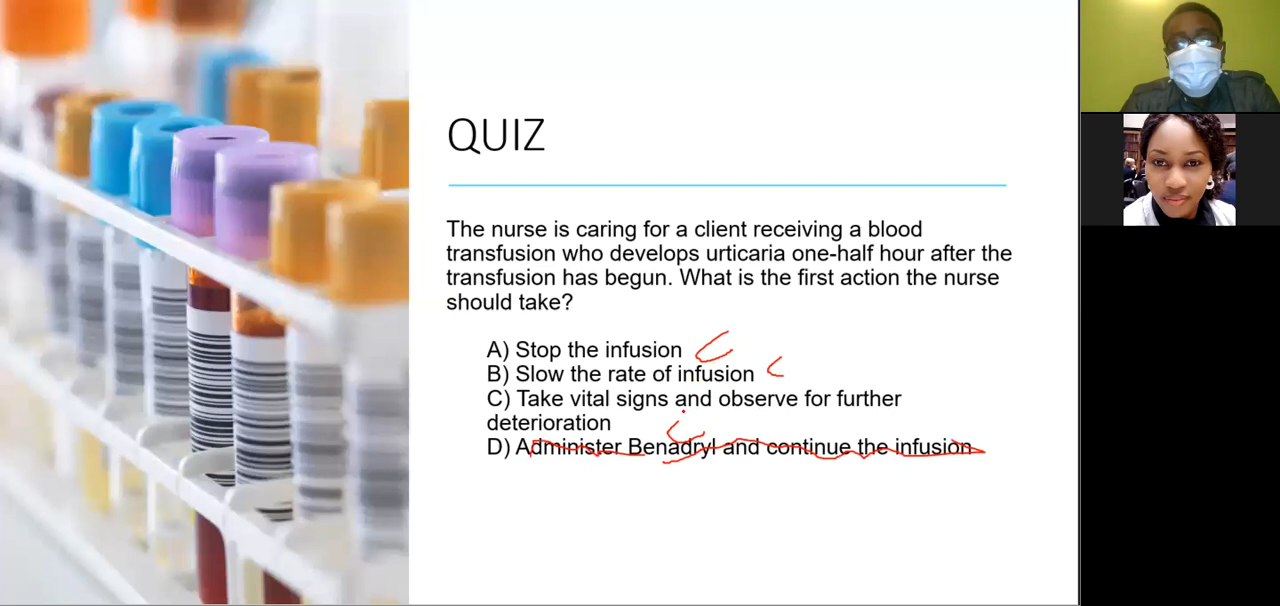 QUIZ
The nurse is caring for a client receiving a blood
transfusion who develops urticaria one-half hour after the
transfusion has begun. What is the first action the nurse
should take?
A) Stop the infusion
B) Slow the rate of infusion
C) Take vital signs and observe for further
deterioration
D) Administer Benadryl and continue the infusion